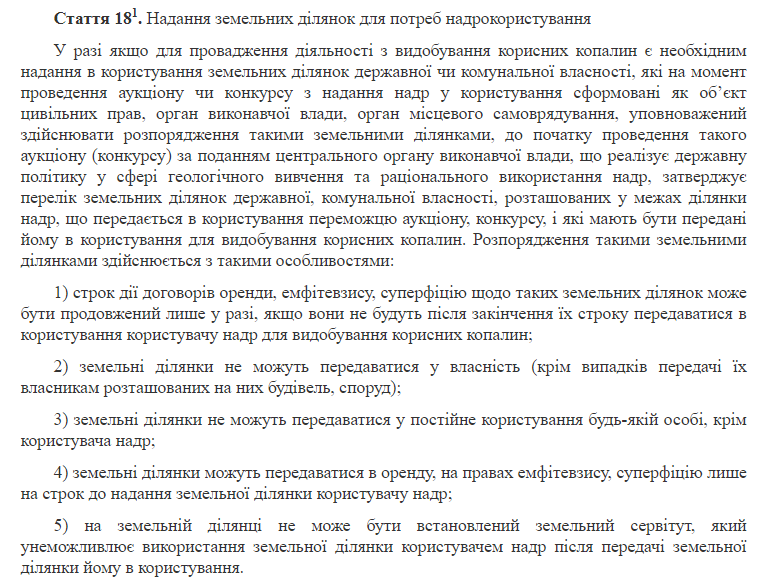 Стаття 18¹. Надання земельних ділянок для потреб надрокористування
У разі якщо для провадження діяльності з видобування корисних копалин є необхідним
надання в користування земельних ділянок державної чи комунальної власності, які на момент
проведення аукціону чи конкурсу з надання надр у користування сформовані як об’єкт
цивільних прав, орган виконавчої влади, орган місцевого самоврядування, уповноважений
здійснювати розпорядження такими земельними ділянками, до початку проведення такого
аукціону (конкурсу) за поданням центрального органу виконавчої влади, що реалізує державну
політику у сфері геологічного вивчення та раціонального використання надр, затверджує
перелік земельних ділянок державної, комунальної власності, розташованих у межах ділянки
надр, що передається в користування переможцю аукціону, конкурсу, і які мають бути передані
йому в користування для видобування корисних копалин. Розпорядження такими земельними
ділянками здійснюється з такими особливостями:
1) строк дії договорів оренди, емфітевзису, суперфіцію щодо таких земельних ділянок може
бути продовжений лише у разі, якщо вони не будуть після закінчення їх строку передаватися в
користування користувачу надр для видобування корисних копалин;
2) земельні ділянки не можуть передаватися у власність (крім випадків передачі їх
власникам розташованих на них будівель, споруд);
3) земельні ділянки не можуть передаватися у постійне користування будь-якій особі, крім
користувача надр;
4) земельні ділянки можуть передаватися в оренду, на правах емфітевзису, суперфіцію лише
на строк до надання земельної ділянки користувачу надр;
5) на земельній ділянці не може бути встановлений земельний сервітут, який
унеможливлює використання земельної ділянки користувачем надр після передачі земельної
ділянки йому в користування.